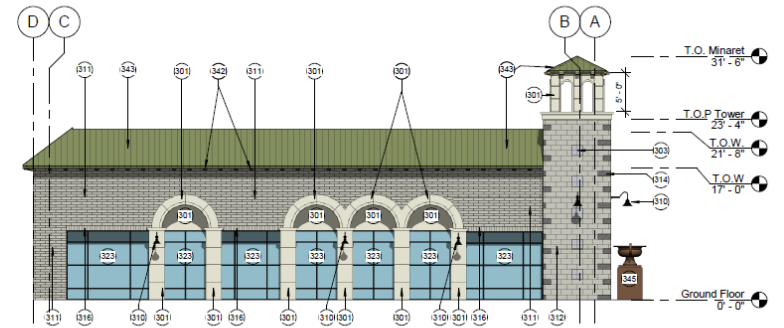 D C B A
T.O. Minaret
31' - 6"
311 343 301 342 311 301 301 343
301
5' - 0"
T.O.P Tower
23' - 4"
303
T.O.W.
21' - 8"
314
T.O.W
17' - 0"
310
301 301 301 301
323 323 323 323 323 323 323
345
Ground Floor
0' - 0"
311 316 310 301 301 316 310 301 301 310 301 316 311 312